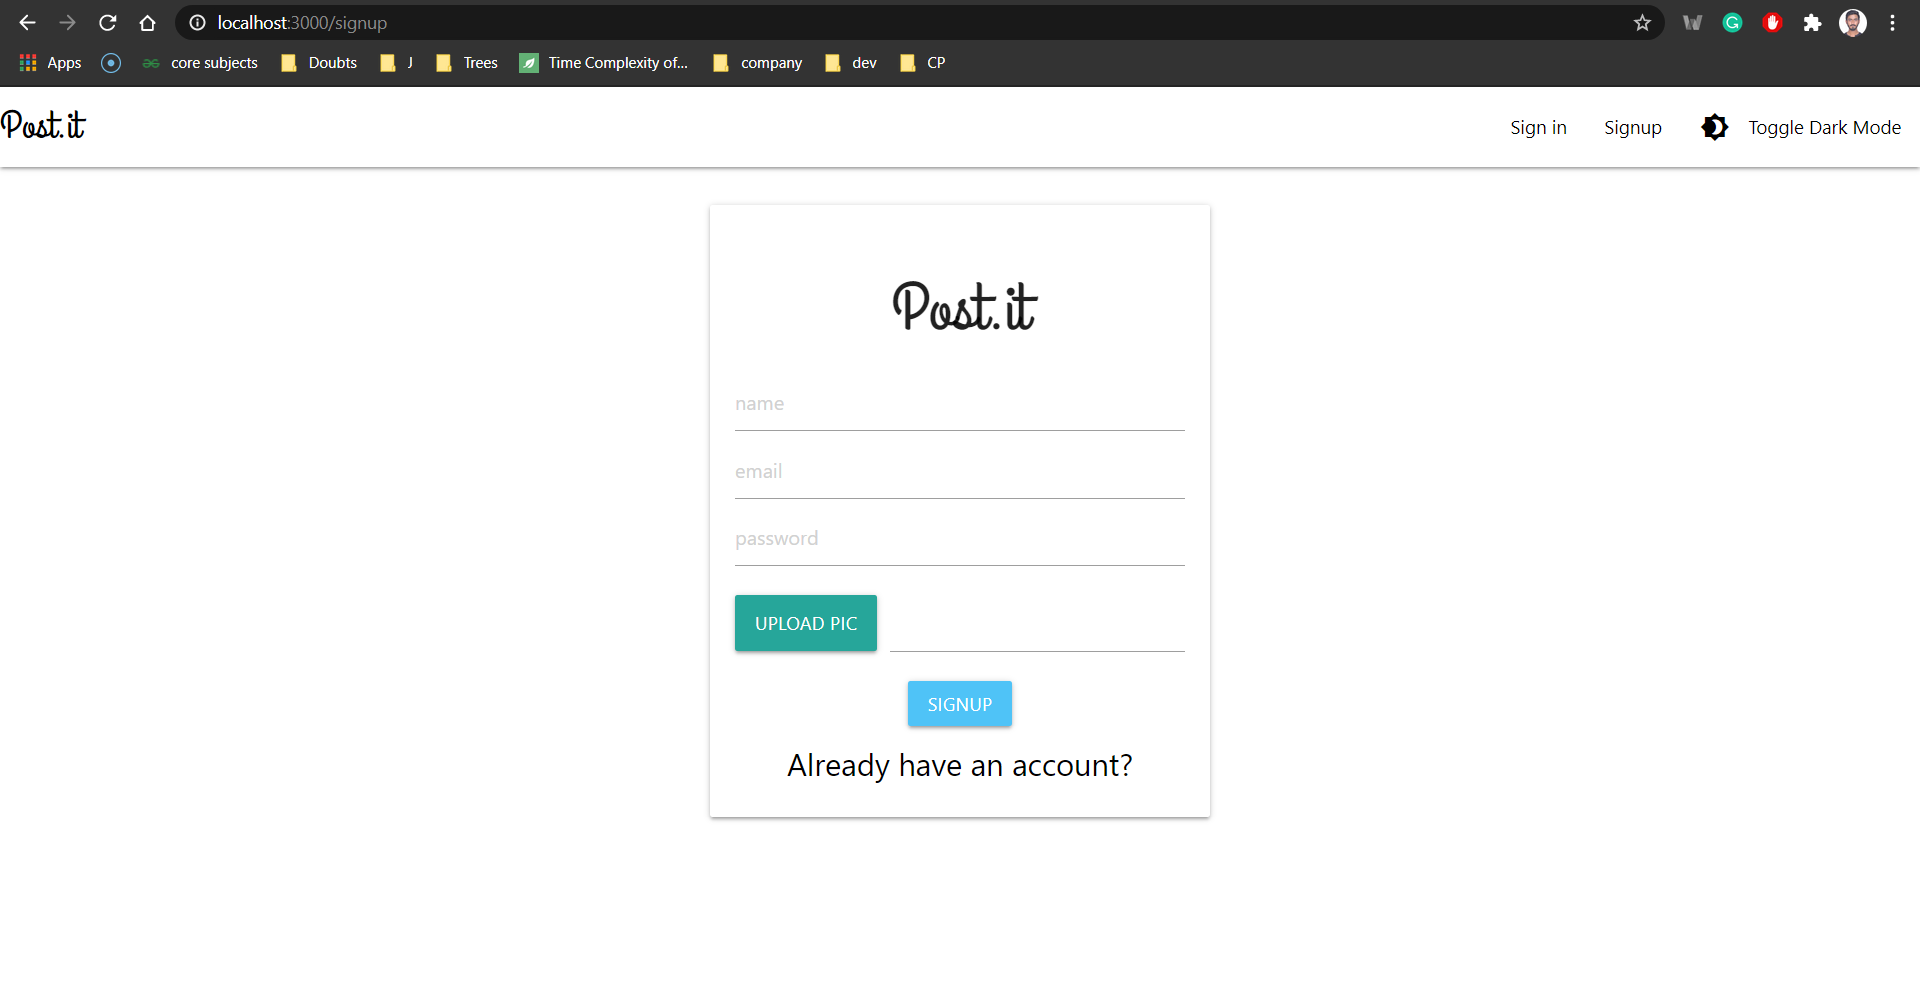 localhost:3000/signup
Apps core subjects Doubts J Trees Time Complexity of... company dev CP
Post.it Sign in Signup Toggle Dark Mode
Post.it
name
email
password
UPLOAD PIC
SIGNUP
Already have an account?